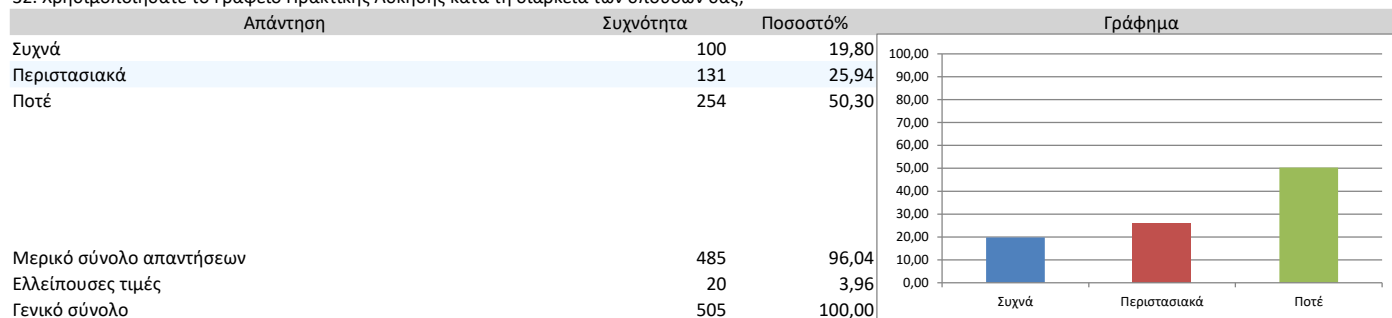 32. Χρησιμοποιήσατε το Γραφείο Πρακτικής Άσκησης κατά τη διάρκεια των σπουδών σας;
Απάντηση Συχνότητα Ποσοστό% Γράφημα
Συχνά 100 19,80
Περιστασιακά 131 25,94
Ποτέ 254 50,30
Μερικό σύνολο απαντήσεων 485 96,04
Ελλείπουσες τιμές 20 3,96
Γενικό σύνολο 505 100,00
100,00
90,00
80,00
70,00
60,00
50,00
40,00
30,00
20,00
10,00
0,00
Συχνά Περιστασιακά Ποτέ